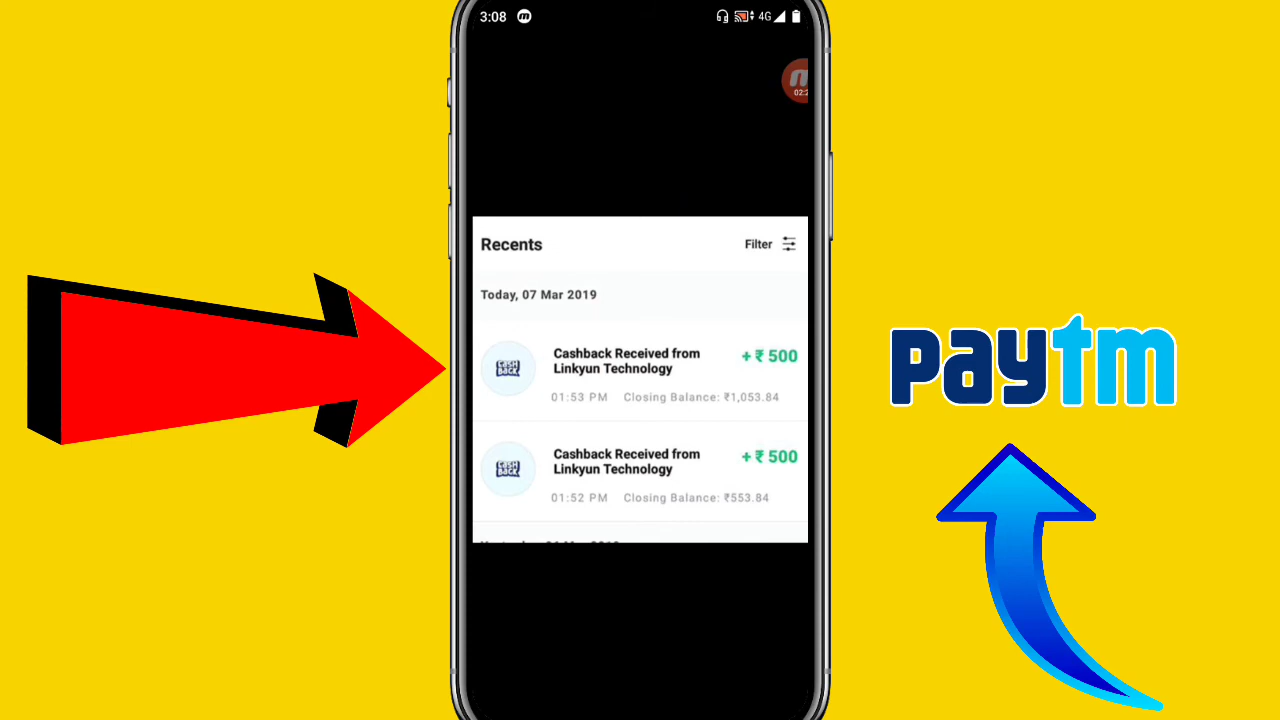 3:08
4G
02:2
Recents
Filter
Today, 07 Mar 2019
CASH
BACK
Cashback Received from
Linkyun Technology
+ ₹ 500
01:53 PM Closing Balance: ₹1,053.84
CASH
BACK
Cashback Received from
Linkyun Technology
+ ₹ 500
01:52 PM Closing Balance: ₹553.84
paytm